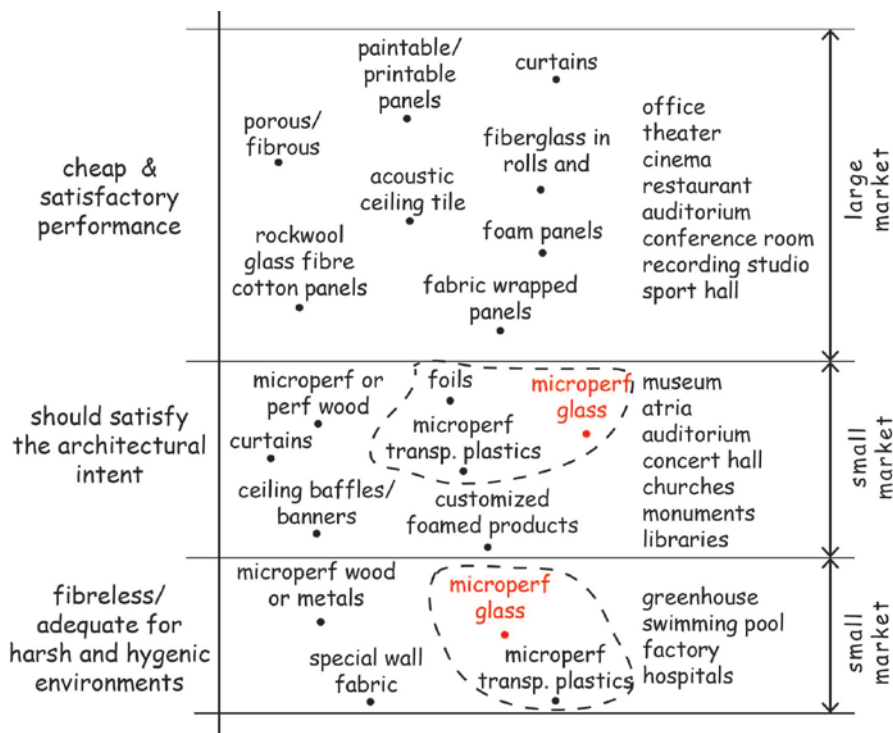 cheap &
satisfactory
performance
porous/
fibrous
paintable/
printable
panels
curtains
acoustic
ceiling tile
fiberglass in
rolls and
rockwool
glass fibre
cotton panels
foam panels
fabric wrapped
panels
office
theater
cinema
restaurant
auditorium
conference room
recording studio
sport hall
large
market
should satisfy
the architectural
intent
microperf or
perf wood
curtains
ceiling baffles/
banners
foils
microperf
transp. plastics
microperf
glass
customized
foamed products
museum
atria
auditorium
concert hall
churches
monuments
libraries
small
market
fibreless/
adequate for
harsh and hygenic
environments
microperf wood
or metals
special wall
fabric
microperf
glass
microperf
transp. plastics
greenhouse
swimming pool
factory
hospitals
small
market